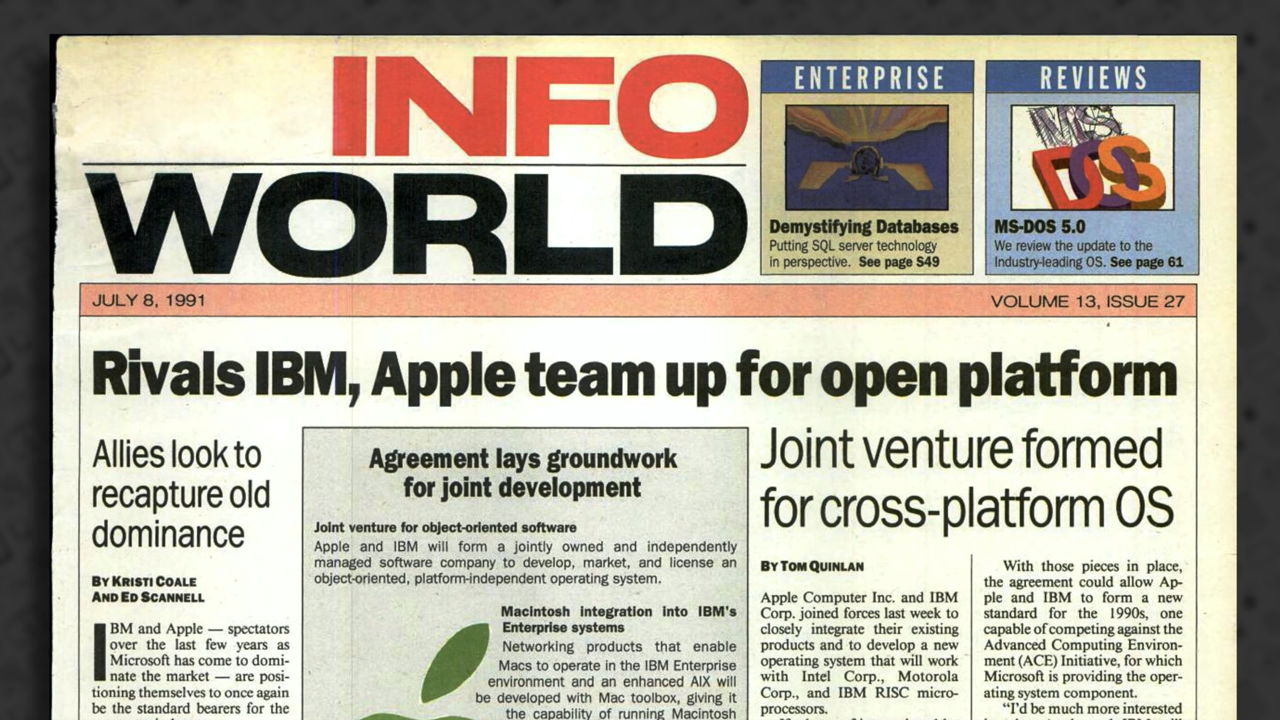 INFO
WORLD
ENTERPRISE
Demystifying Databases
Putting SQL server technology
in perspective. See page S49
REVIEWS
MS-DOS
MS-DOS 5.0
We review the update to the
Industry-leading OS. See page 61
JULY 8, 1991
VOLUME 13, ISSUE 27
Rivals IBM, Apple team up for open platform
Allies look to
recapture old
dominance
BY KRISTI COALE
AND ED SCANNELL
IBM and Apple — spectators
over the last few years as
Microsoft has come to domi-
nate the market — are posi-
tioning themselves to once again
be the standard bearers for the
Agreement lays groundwork
for joint development
Joint venture for object-oriented software
Apple and IBM will form a jointly owned and independently
managed software company to develop, market, and license an
object-oriented, platform-independent operating system.
Macintosh integration into IBM's
Enterprise systems
Networking products that enable
Macs to operate in the IBM Enterprise
environment and an enhanced AIX will
be developed with Mac toolbox, giving it
the capability of running Macintosh
Joint venture formed
for cross-platform OS
BY TOM QUINLAN
Apple Computer Inc. and IBM
Corp. joined forces last week to
closely integrate their existing
products and to develop a new
operating system that will work
with Intel Corp., Motorola
Corp., and IBM RISC micro-
processors.
With those pieces in place,
the agreement could allow Ap-
ple and IBM to form a new
standard for the 1990s, one
capable of competing against the
Advanced Computing Environ-
ment (ACE) Initiative, for which
Microsoft is providing the oper-
ating system component.
"I'd be much more interested